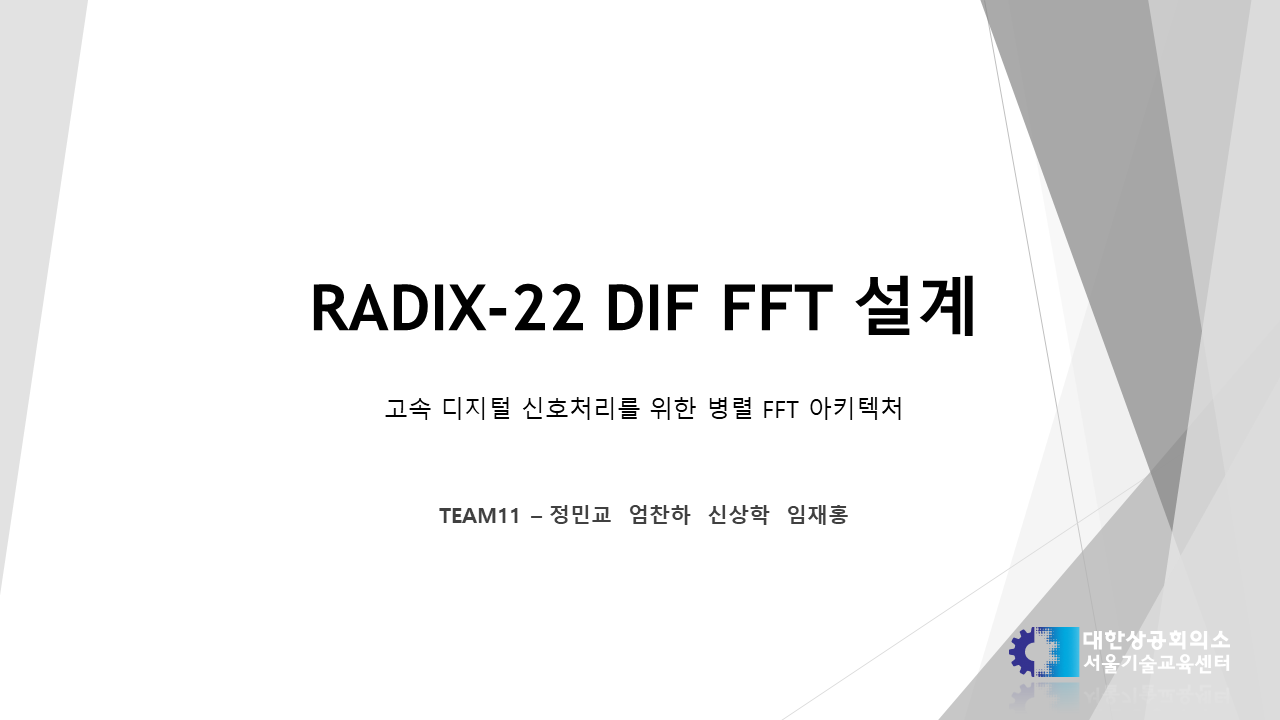 RADIX-22 DIF FFT 설계
고속 디지털 신호처리를 위한 병렬 FFT 아키텍처
TEAM11 – 정민교 엄찬하 신상학 임재홍
대한상공회의소
서울기술교육센터